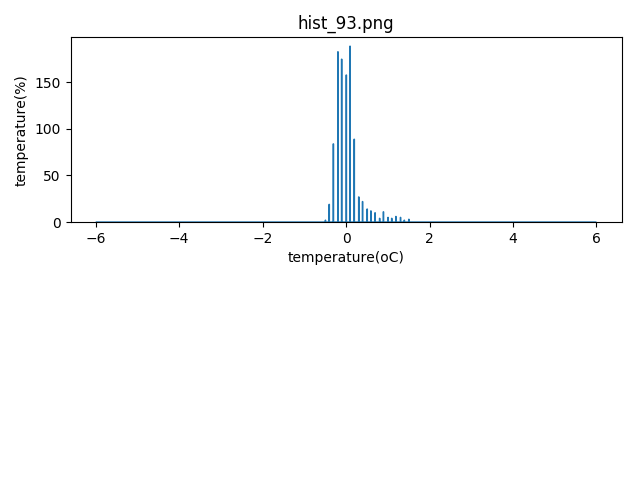 hist_93.png
temperature(%)
150
100
50
0
−6 −4 −2 0 2 4 6
temperature(oC)